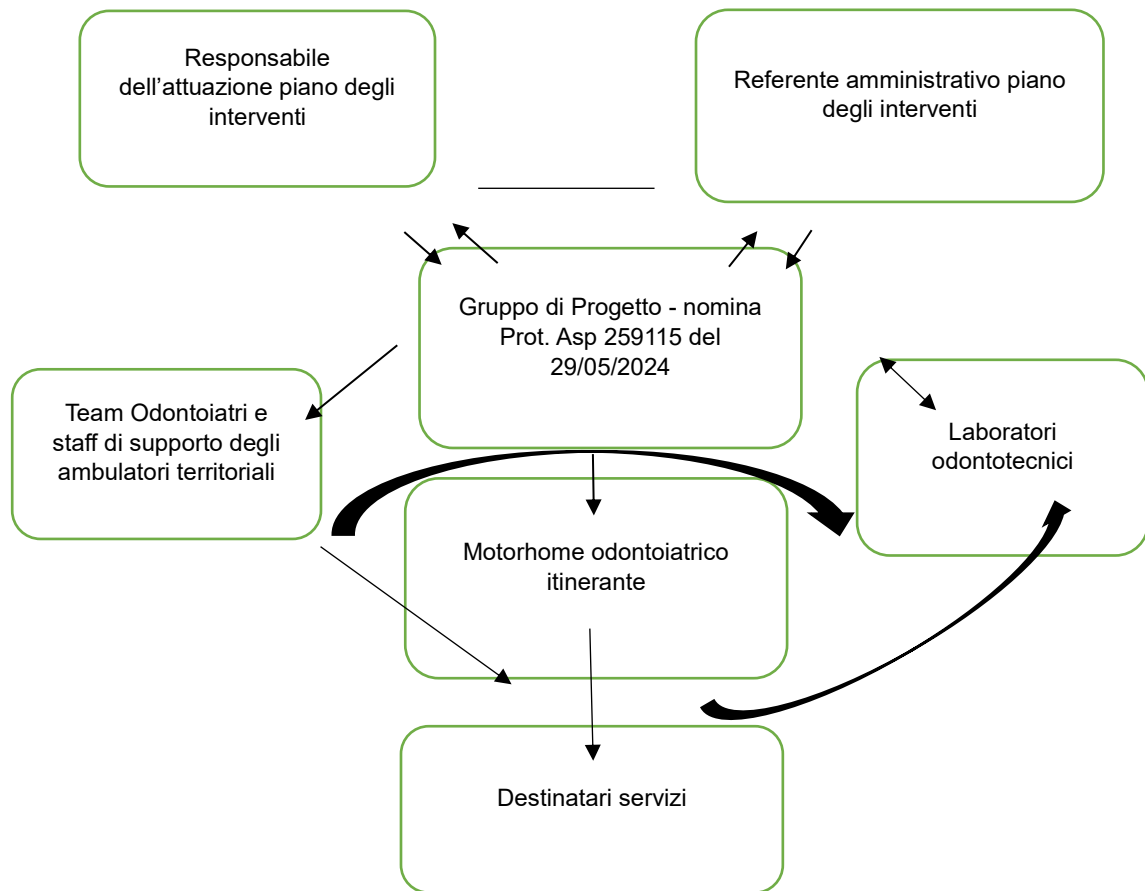 Responsabile
dell’attuazione piano degli
interventi
Referente amministrativo piano
degli interventi
Gruppo di Progetto - nomina
Prot. Asp 259115 del
29/05/2024
Team Odontoiatri e
staff di supporto degli
ambulatori territoriali
Laboratori
odontotecnici
Motorhome odontoiatrico
itinerante
Destinatari servizi